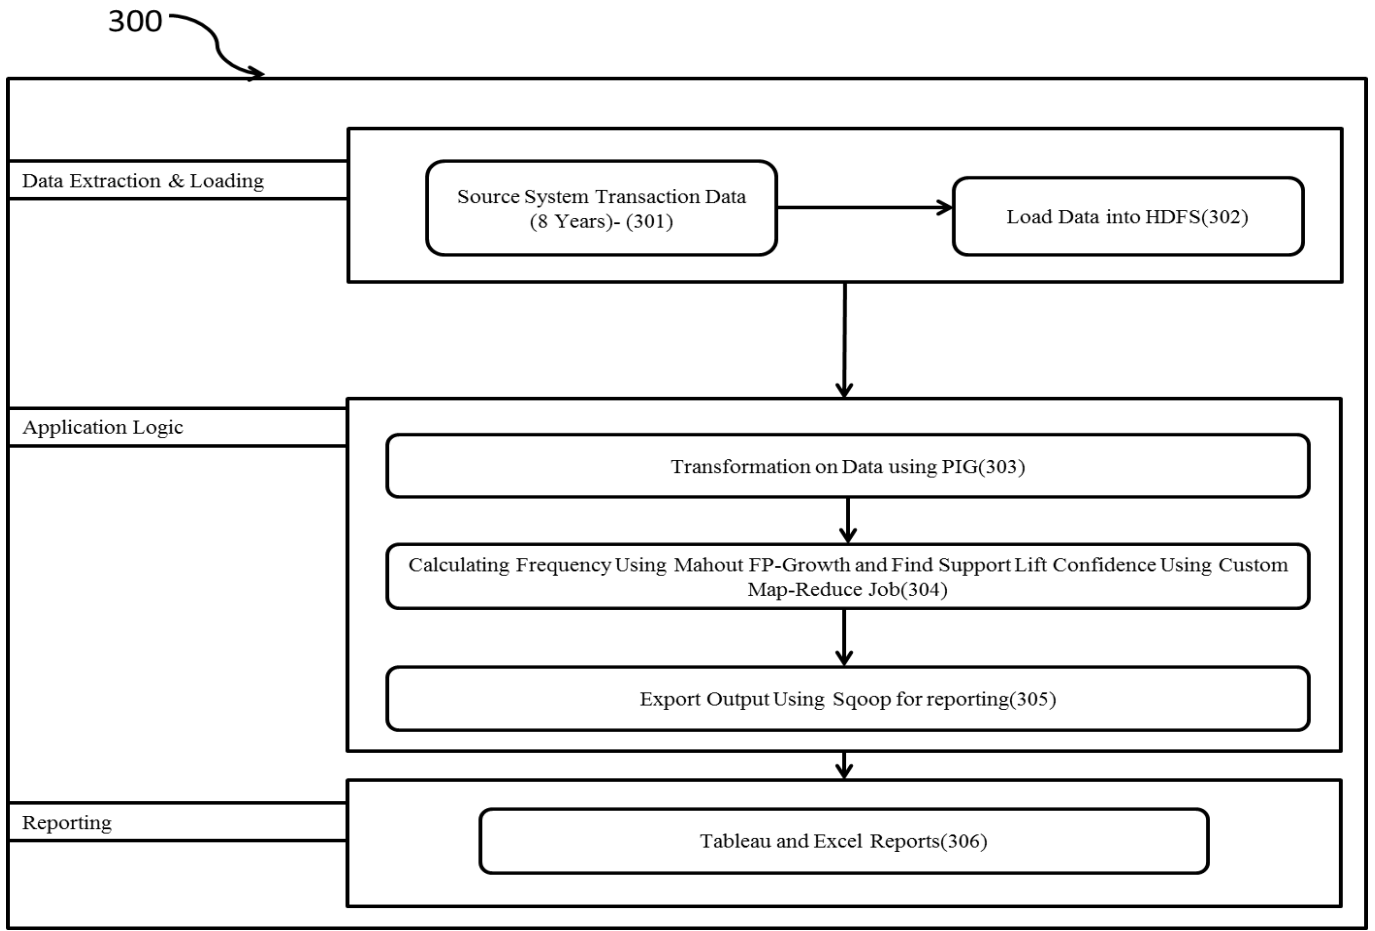 300
Data Extraction & Loading
Source System Transaction Data
(8 Years)- (301)
Load Data into HDFS(302)
Application Logic
Transformation on Data using PIG(303)
Calculating Frequency Using Mahout FP-Growth and Find Support Lift Confidence Using Custom
Map-Reduce Job(304)
Export Output Using Sqoop for reporting(305)
Reporting
Tableau and Excel Reports(306)